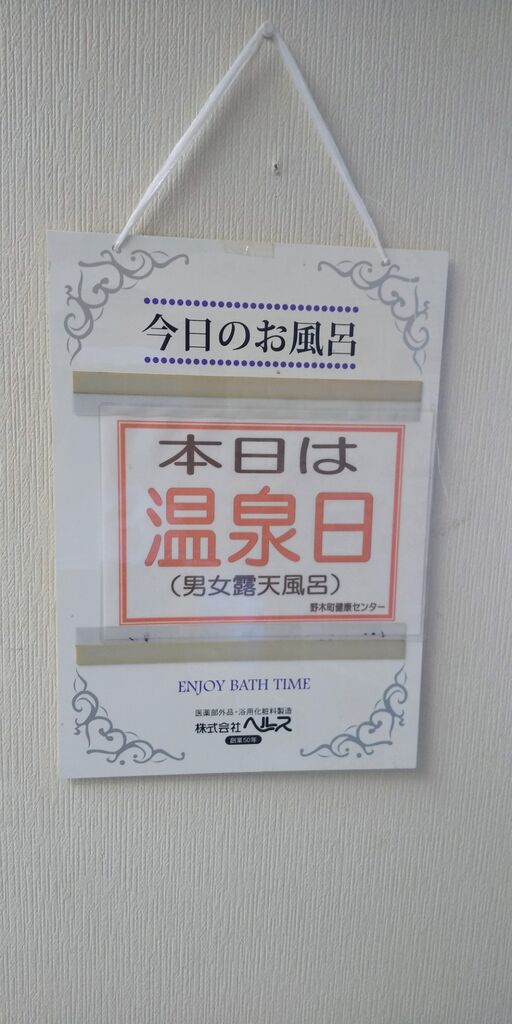 今日のお風呂
本日は
温泉日
(男女露天風呂)
野木町健康センター
ENJOY BATH TIME
医薬部外品・浴用化粧料製造
株式会社ヘルス
創業50年